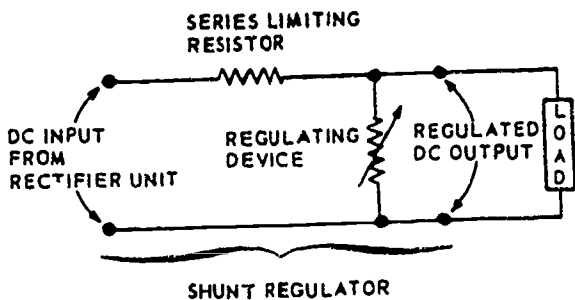 SERIES LIMITING
RESISTOR
DC INPUT
FROM
RECTIFIER UNIT
REGULATING
DEVICE
REGULATED
DC OUTPUT
LOAD
SHUNT REGULATOR